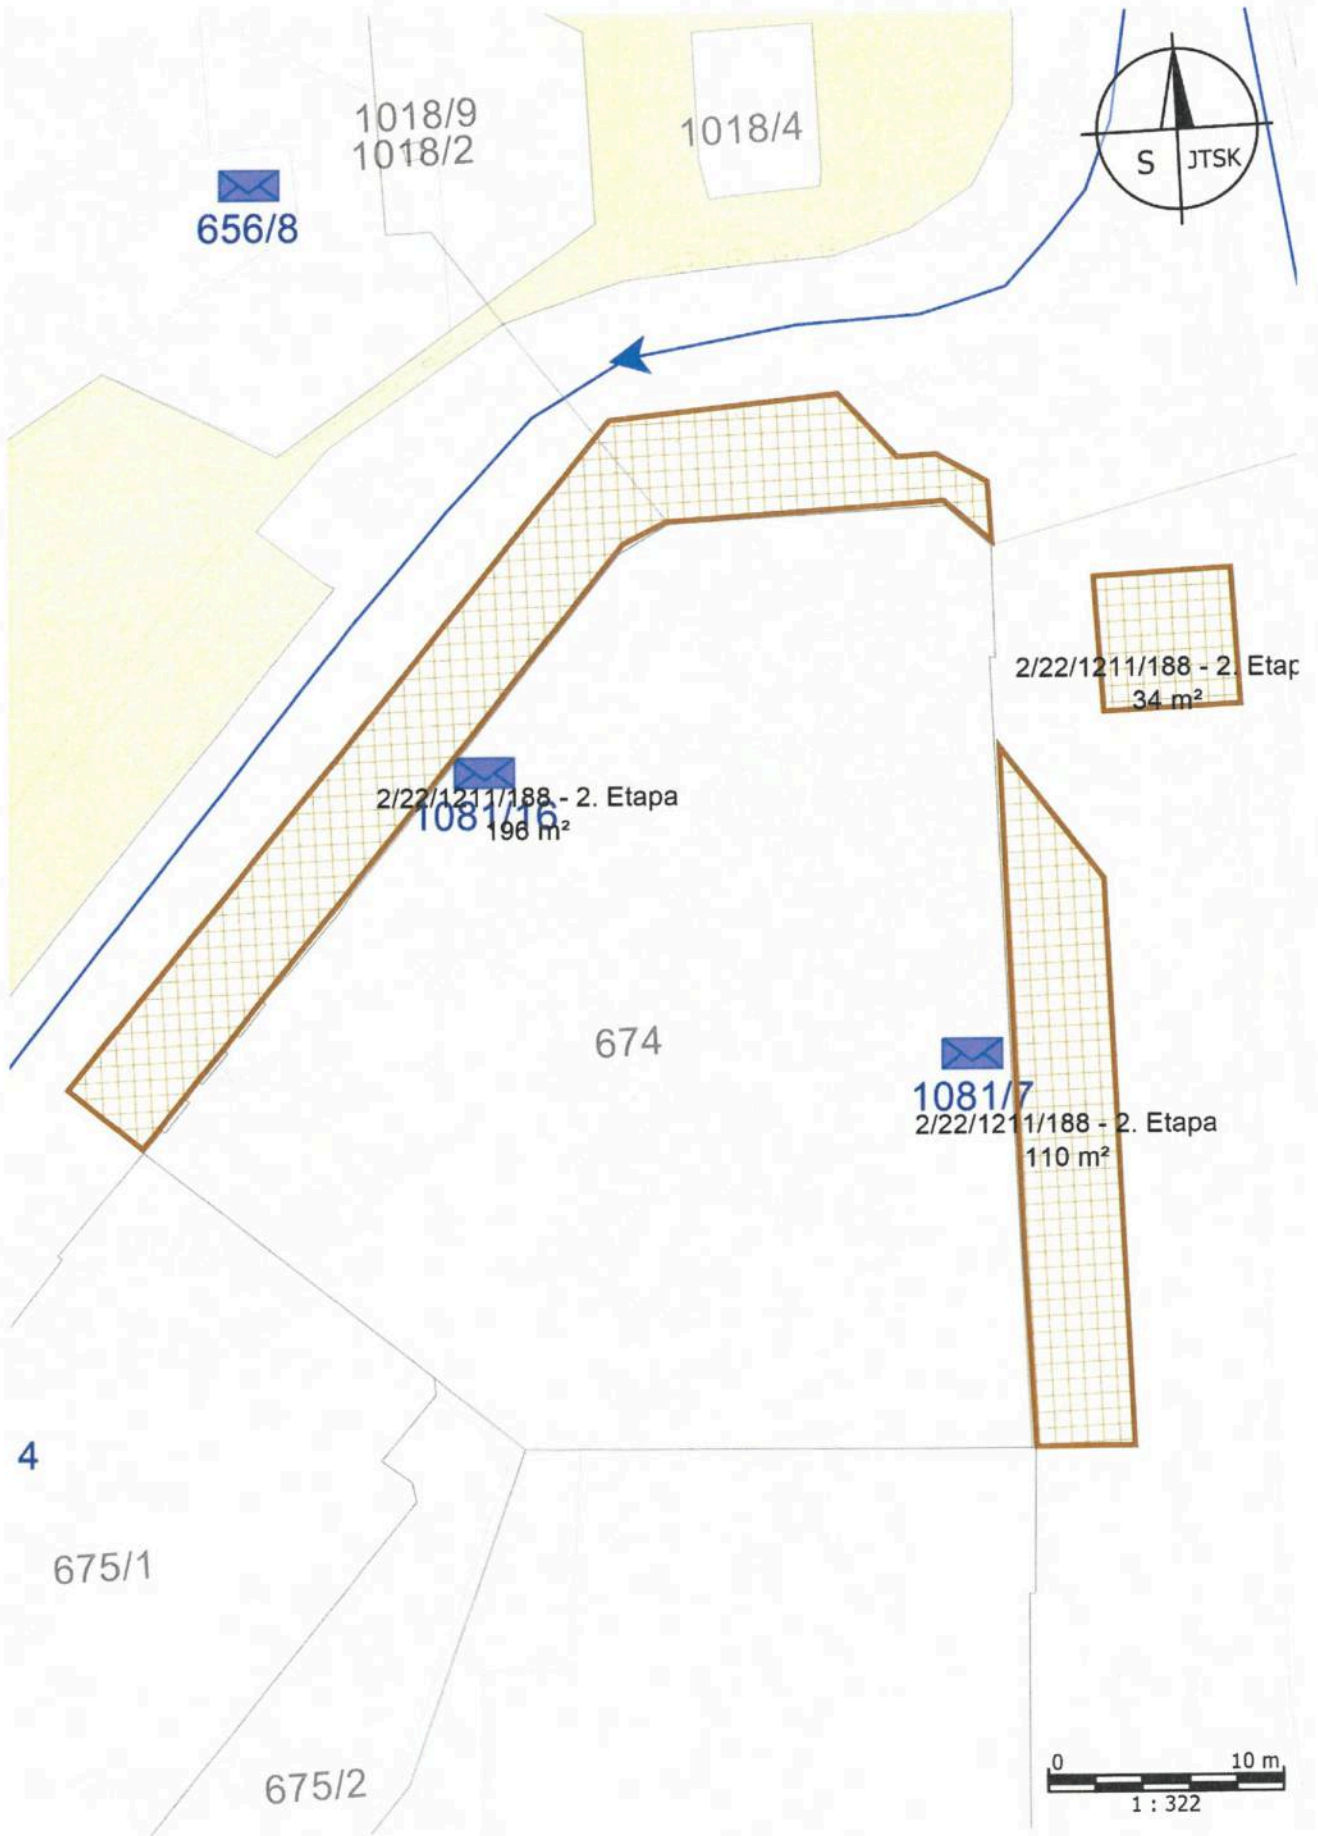 1018/9
1018/2
1018/4
S JTSK
656/8
2/22/1211/188 - 2. Etap
34 m²
2/22/1211/188 - 2. Etapa
1081/16
196 m²
674
1081/7
2/22/1211/188 - 2. Etapa
110 m²
4
675/1
675/2
0 10 m
1 : 322